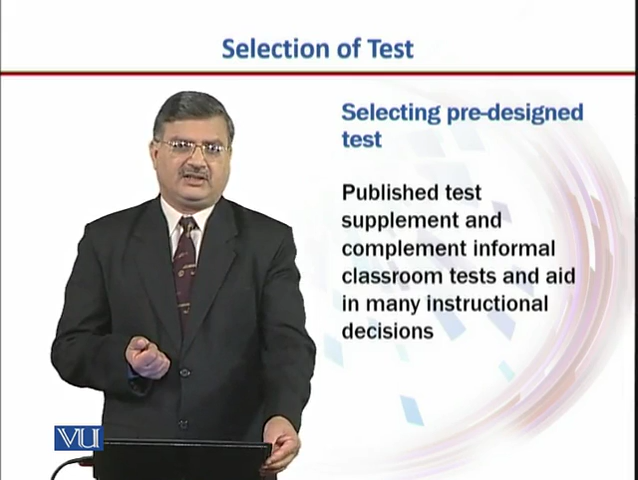 Selection of Test
Selecting pre-designed
test
Published test
supplement and
complement informal
classroom tests and aid
in many instructional
decisions
VU